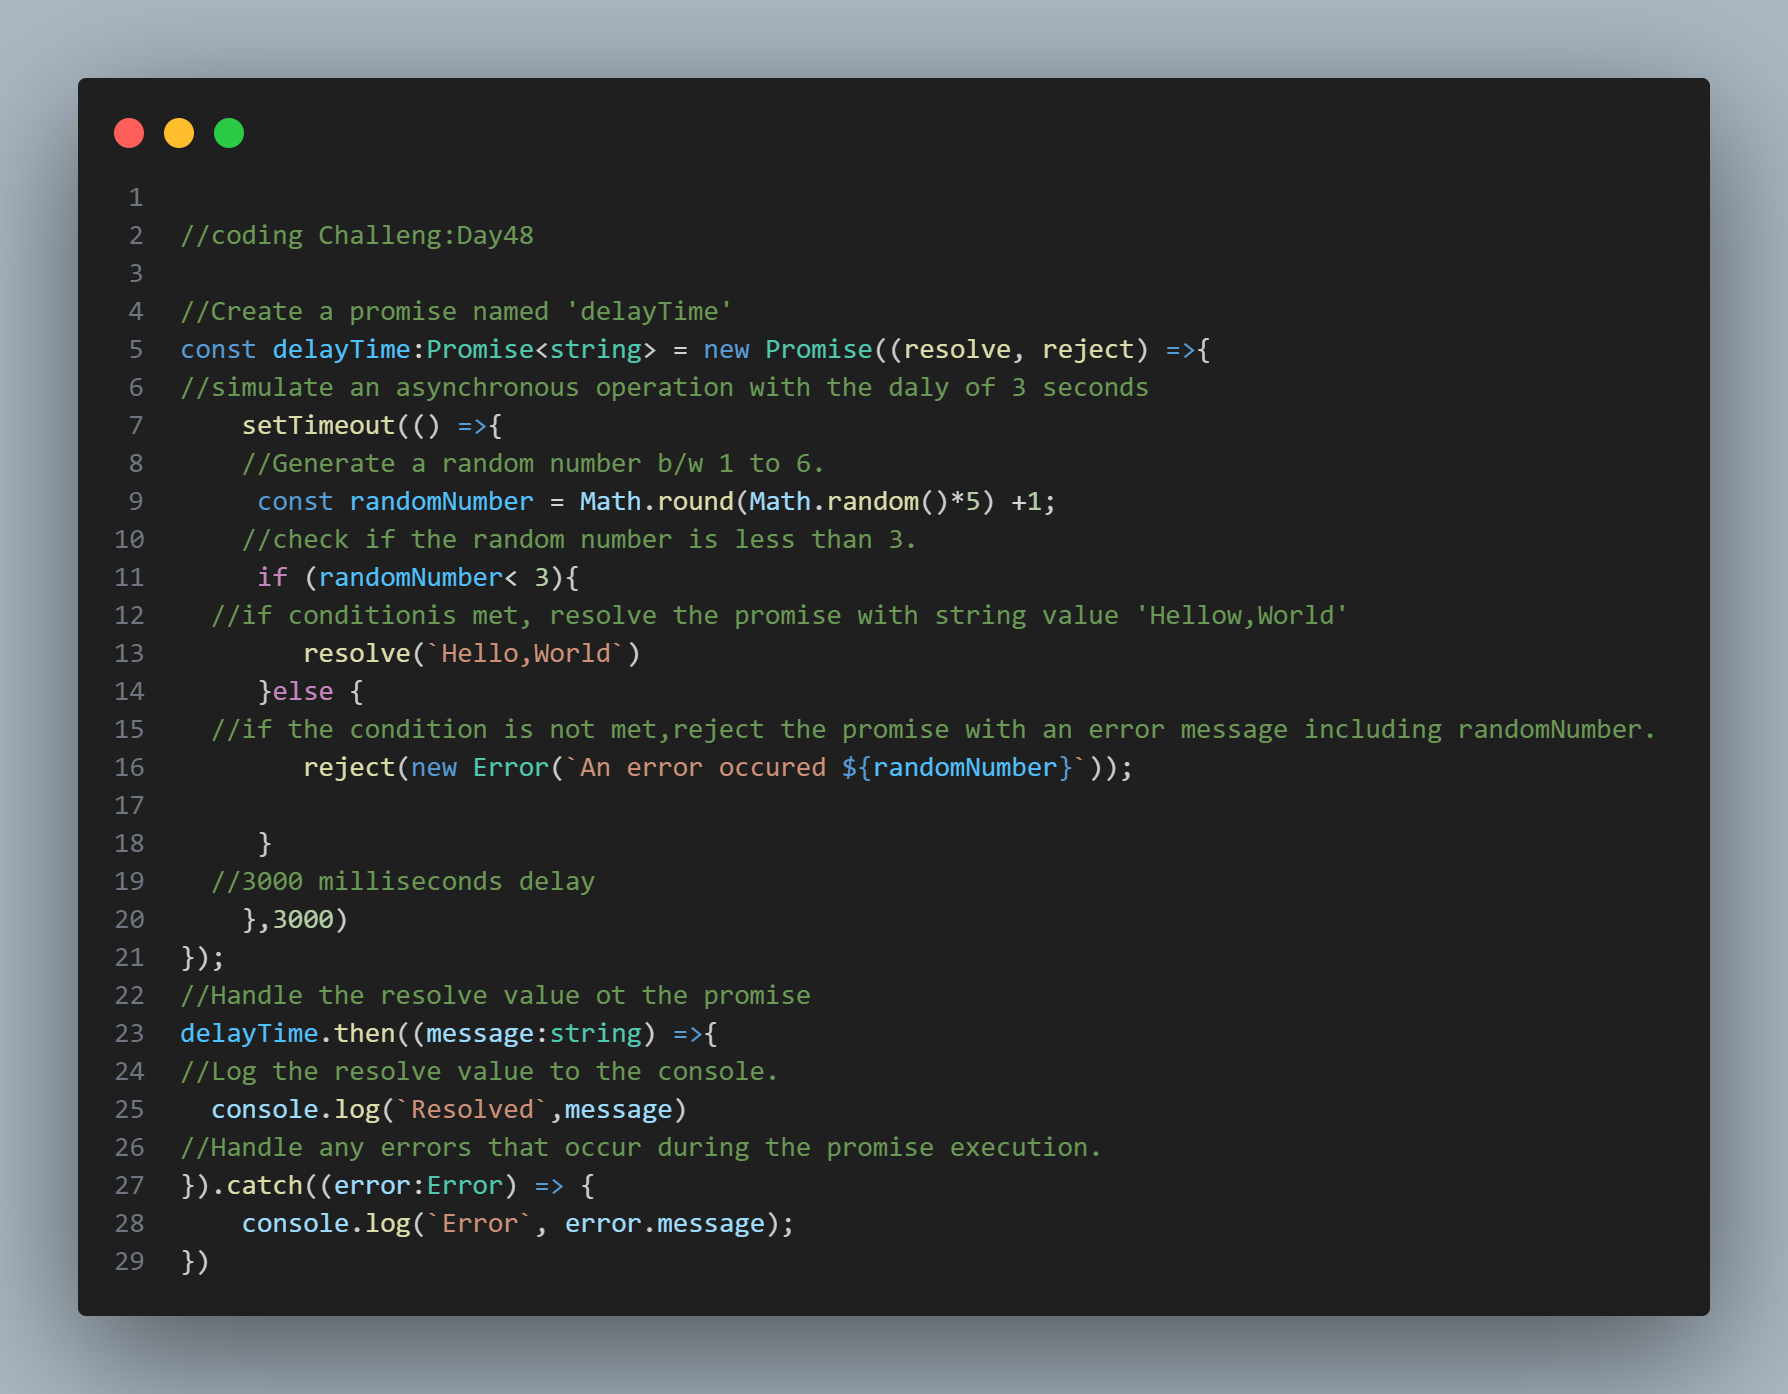 1
2 //coding Challeng:Day48
3
4 //Create a promise named 'delayTime'
5 const delayTime:Promise<string> = new Promise((resolve, reject) =>{
6 //simulate an asynchronous operation with the daly of 3 seconds
7     setTimeout(() =>{
8     //Generate a random number b/w 1 to 6.
9      const randomNumber = Math.round(Math.random()*5) +1;
10     //check if the random number is less than 3.
11      if (randomNumber< 3){
12   //if conditionis met, resolve the promise with string value 'Hellow,World'
13         resolve(`Hello,World`)
14      }else {
15   //if the condition is not met,reject the promise with an error message including randomNumber.
16         reject(new Error(`An error occured ${randomNumber}`));
17
18      }
19   //3000 milliseconds delay
20     },3000)
21 });
22 //Handle the resolve value ot the promise
23 delayTime.then((message:string) =>{
24 //Log the resolve value to the console.
25   console.log(`Resolved`,message)
26 //Handle any errors that occur during the promise execution.
27 }).catch((error:Error) => {
28     console.log(`Error`, error.message);
29 })